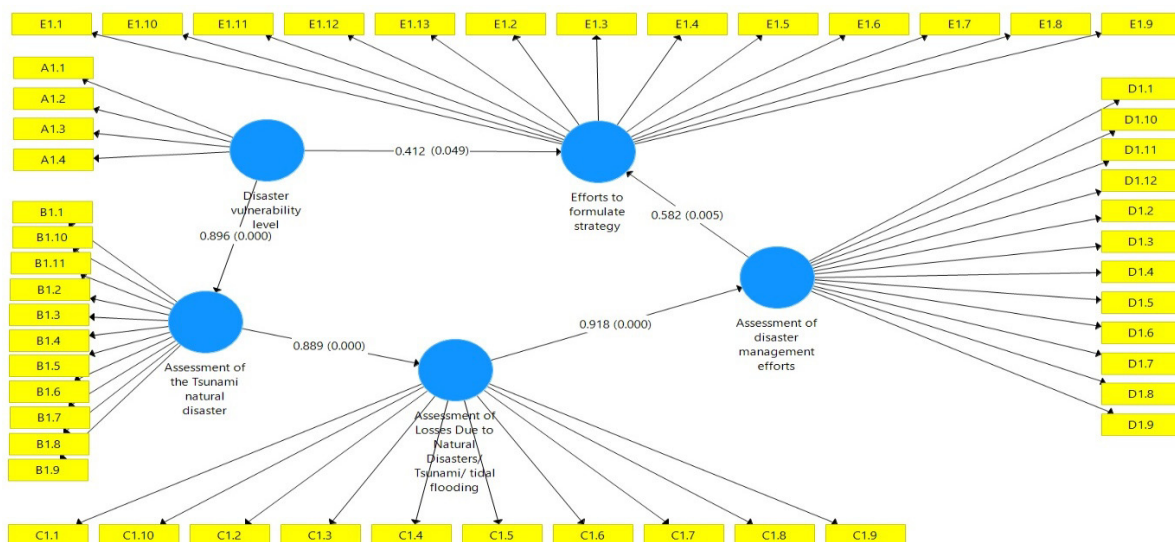 E1.1
E1.10
E1.11
E1.12
E1.13
E1.2
E1.3
E1.4
E1.5
E1.6
E1.7
E1.8
E1.9
A1.1
A1.2
A1.3
A1.4
0.412 (0.049)
Disaster
vulnerability
level
Efforts to
formulate
strategy
0.896 (0.000)
0.582 (0.005)
B1.1
B1.10
B1.11
B1.2
B1.3
B1.4
B1.5
B1.6
B1.7
B1.8
B1.9
Assessment of
the Tsunami
natural
disaster
0.889 (0.000)
0.918 (0.000)
Assessment of
Losses Due to
Natural
Disasters/
Tsunami/ tidal
flooding
Assessment of
disaster
management
efforts
D1.1
D1.10
D1.11
D1.12
D1.2
D1.3
D1.4
D1.5
D1.6
D1.7
D1.8
D1.9
C1.1
C1.10
C1.2
C1.3
C1.4
C1.5
C1.6
C1.7
C1.8
C1.9